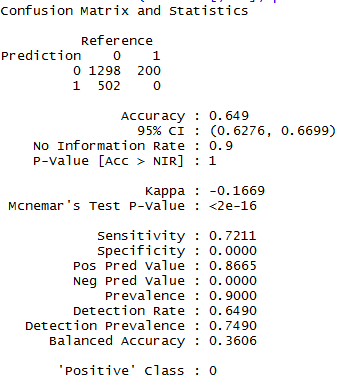 Confusion Matrix and Statistics
Reference
Prediction 0 1
0 1298 200
1 502 0
Accuracy : 0.649
95% CI : (0.6276, 0.6699)
No Information Rate : 0.9
P-Value [Acc > NIR] : 1
Kappa : -0.1669
Mcnemar's Test P-Value : <2e-16
Sensitivity : 0.7211
Specificity : 0.0000
Pos Pred Value : 0.8665
Neg Pred Value : 0.0000
Prevalence : 0.9000
Detection Rate : 0.6490
Detection Prevalence : 0.7490
Balanced Accuracy : 0.3606
'Positive' Class : 0